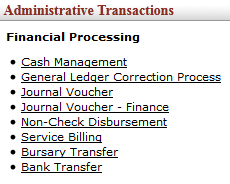 Administrative Transactions
Financial Processing
Cash Management
General Ledger Correction Process
Journal Voucher
Journal Voucher - Finance
Non-Check Disbursement
Service Billing
Bursary Transfer
Bank Transfer